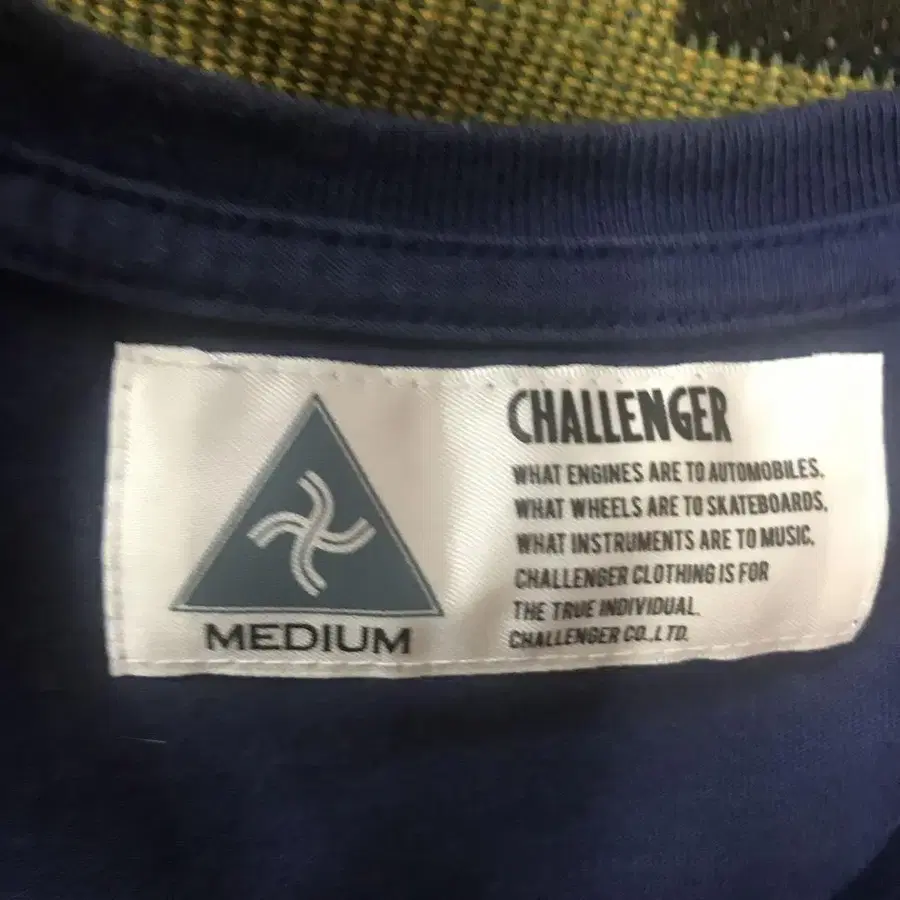 MEDIUM
CHALLENGER
WHAT ENGINES ARE TO AUTOMOBILES.
WHAT WHEELS ARE TO SKATEBOARDS.
WHAT INSTRUMENTS ARE TO MUSIC.
CHALLENGER CLOTHING IS FOR
THE TRUE INDIVIDUAL.
CHALLENGER CO.,LTD.